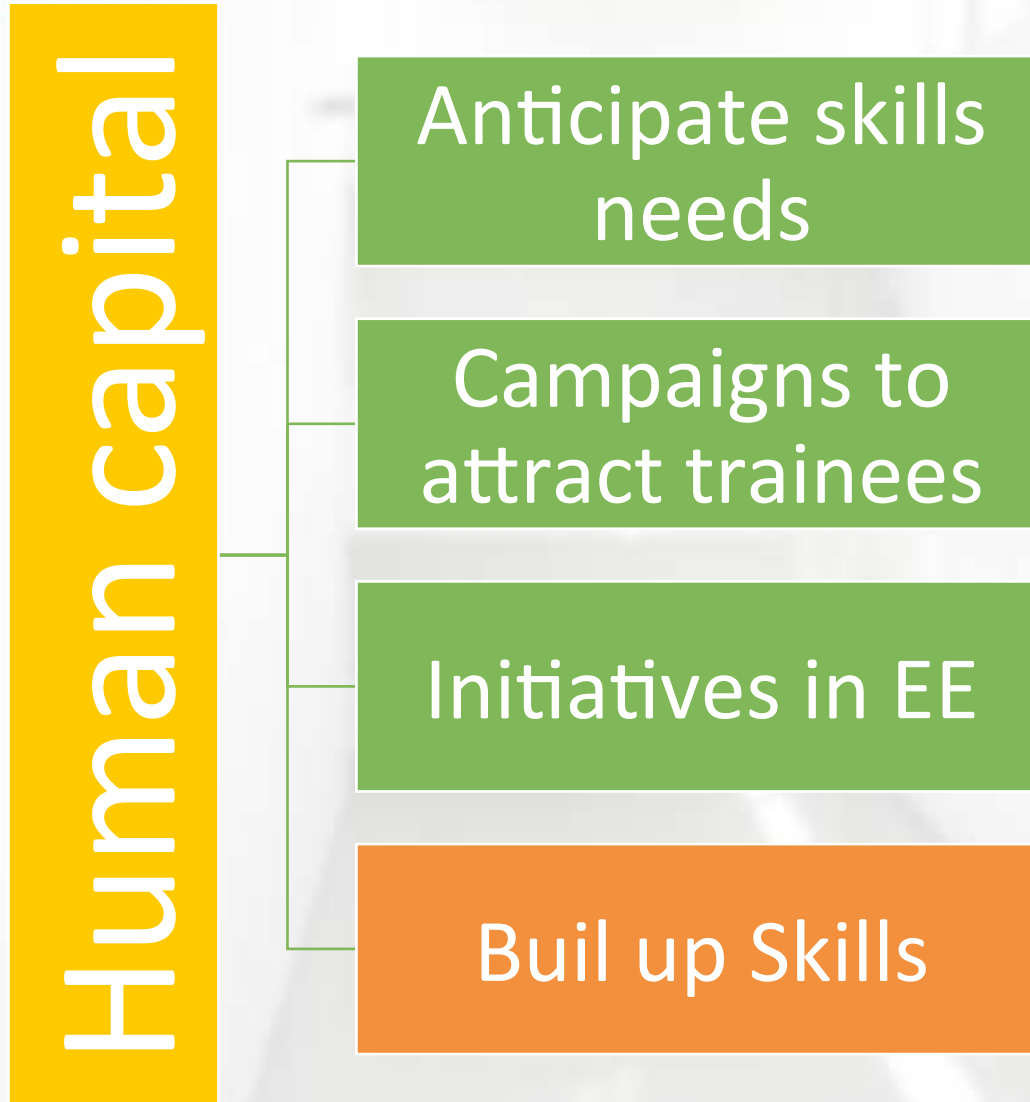 Human capital
Anticipate skills
needs
Campaigns to
attract trainees
Initiatives in EE
Buil up Skills